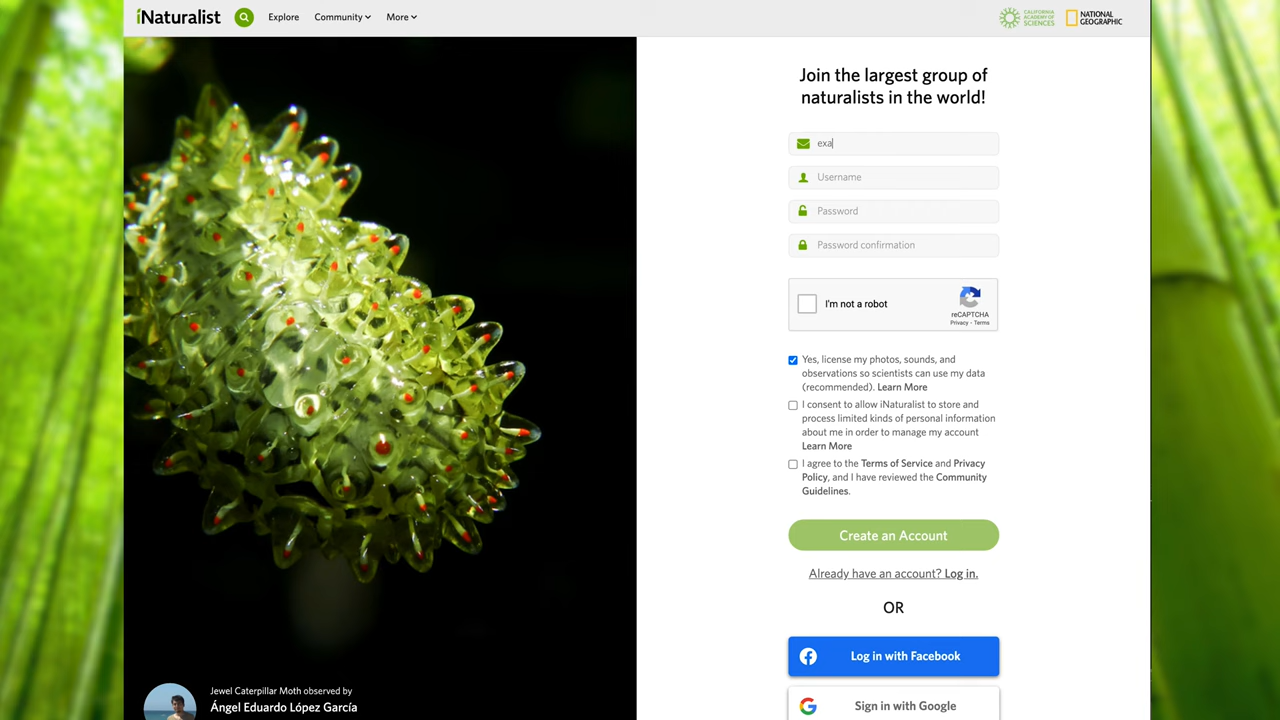 iNaturalist
Explore
Community
More
CALIFORNIA
ACADEMY OF
SCIENCES
NATIONAL
GEOGRAPHIC
Join the largest group of
naturalists in the world!
exa
Username
Password
Password confirmation
I'm not a robot
reCAPTCHA
Privacy - Terms
Yes, license my photos, sounds, and
observations so scientists can use my data
(recommended). Learn More
I consent to allow iNaturalist to store and
process limited kinds of personal information
about me in order to manage my account
Learn More
I agree to the Terms of Service and Privacy
Policy, and I have reviewed the Community
Guidelines.
Create an Account
Already have an account? Log in.
OR
Log in with Facebook
Sign in with Google
Jewel Caterpillar Moth observed by
Ángel Eduardo López García